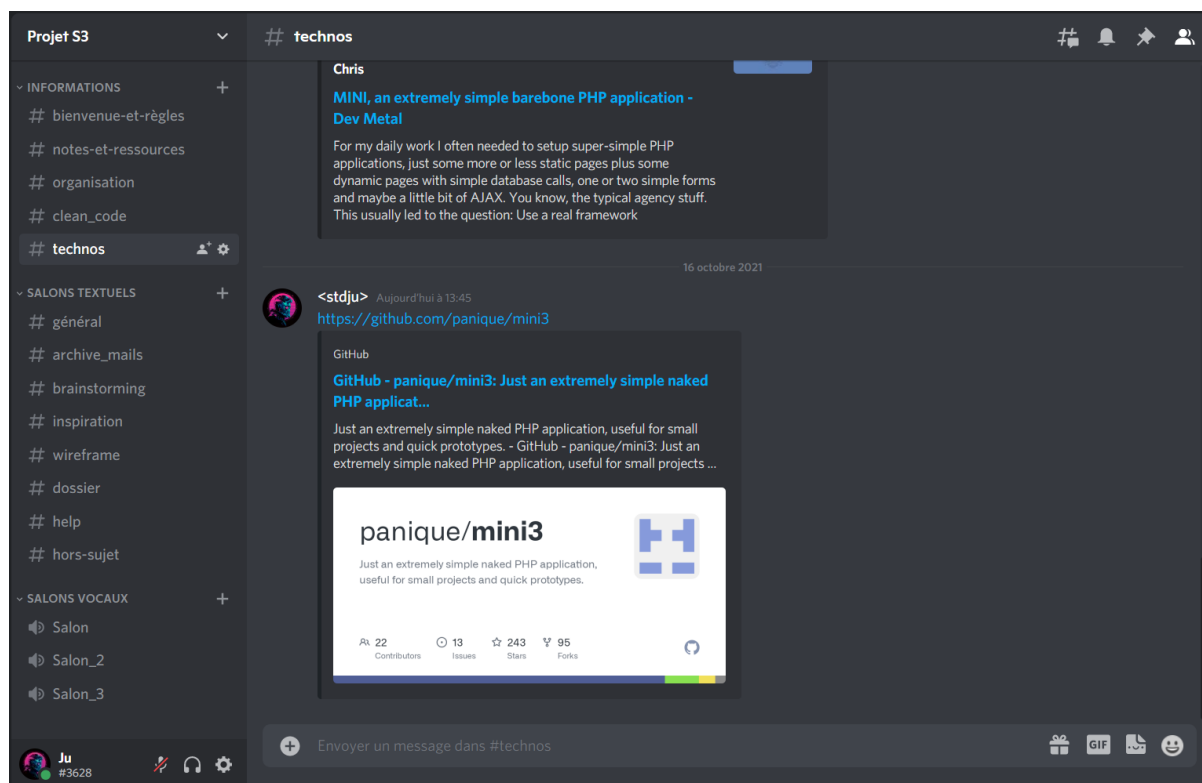 Projet S3
INFORMATIONS
bienvenue-et-règles
notes-et-ressources
organisation
clean_code
technos
SALONS TEXTUELS
général
archive_mails
brainstorming
inspiration
wireframe
dossier
help
hors-sujet
SALONS VOCAUX
Salon
Salon_2
Salon_3
Ju
#3628
# technos
Chris
MINI, an extremely simple barebone PHP application -
Dev Metal
For my daily work I often needed to setup super-simple PHP
applications, just some more or less static pages plus some
dynamic pages with simple database calls, one or two simple forms
and maybe a little bit of AJAX. You know, the typical agency stuff.
This usually led to the question: Use a real framework
16 octobre 2021
<stdju> Aujourd'hui à 13:45
https://github.com/panique/mini3
GitHub
GitHub - panique/mini3: Just an extremely simple naked
PHP applicat...
Just an extremely simple naked PHP application, useful for small
projects and quick prototypes. - GitHub - panique/mini3: Just an
extremely simple naked PHP application, useful for small projects ...
panique/mini3
Just an extremely simple naked PHP application,
useful for small projects and quick prototypes.
22 13 243 95
Contributors Issues Stars Forks
Envoyer un message dans #technos
GIF